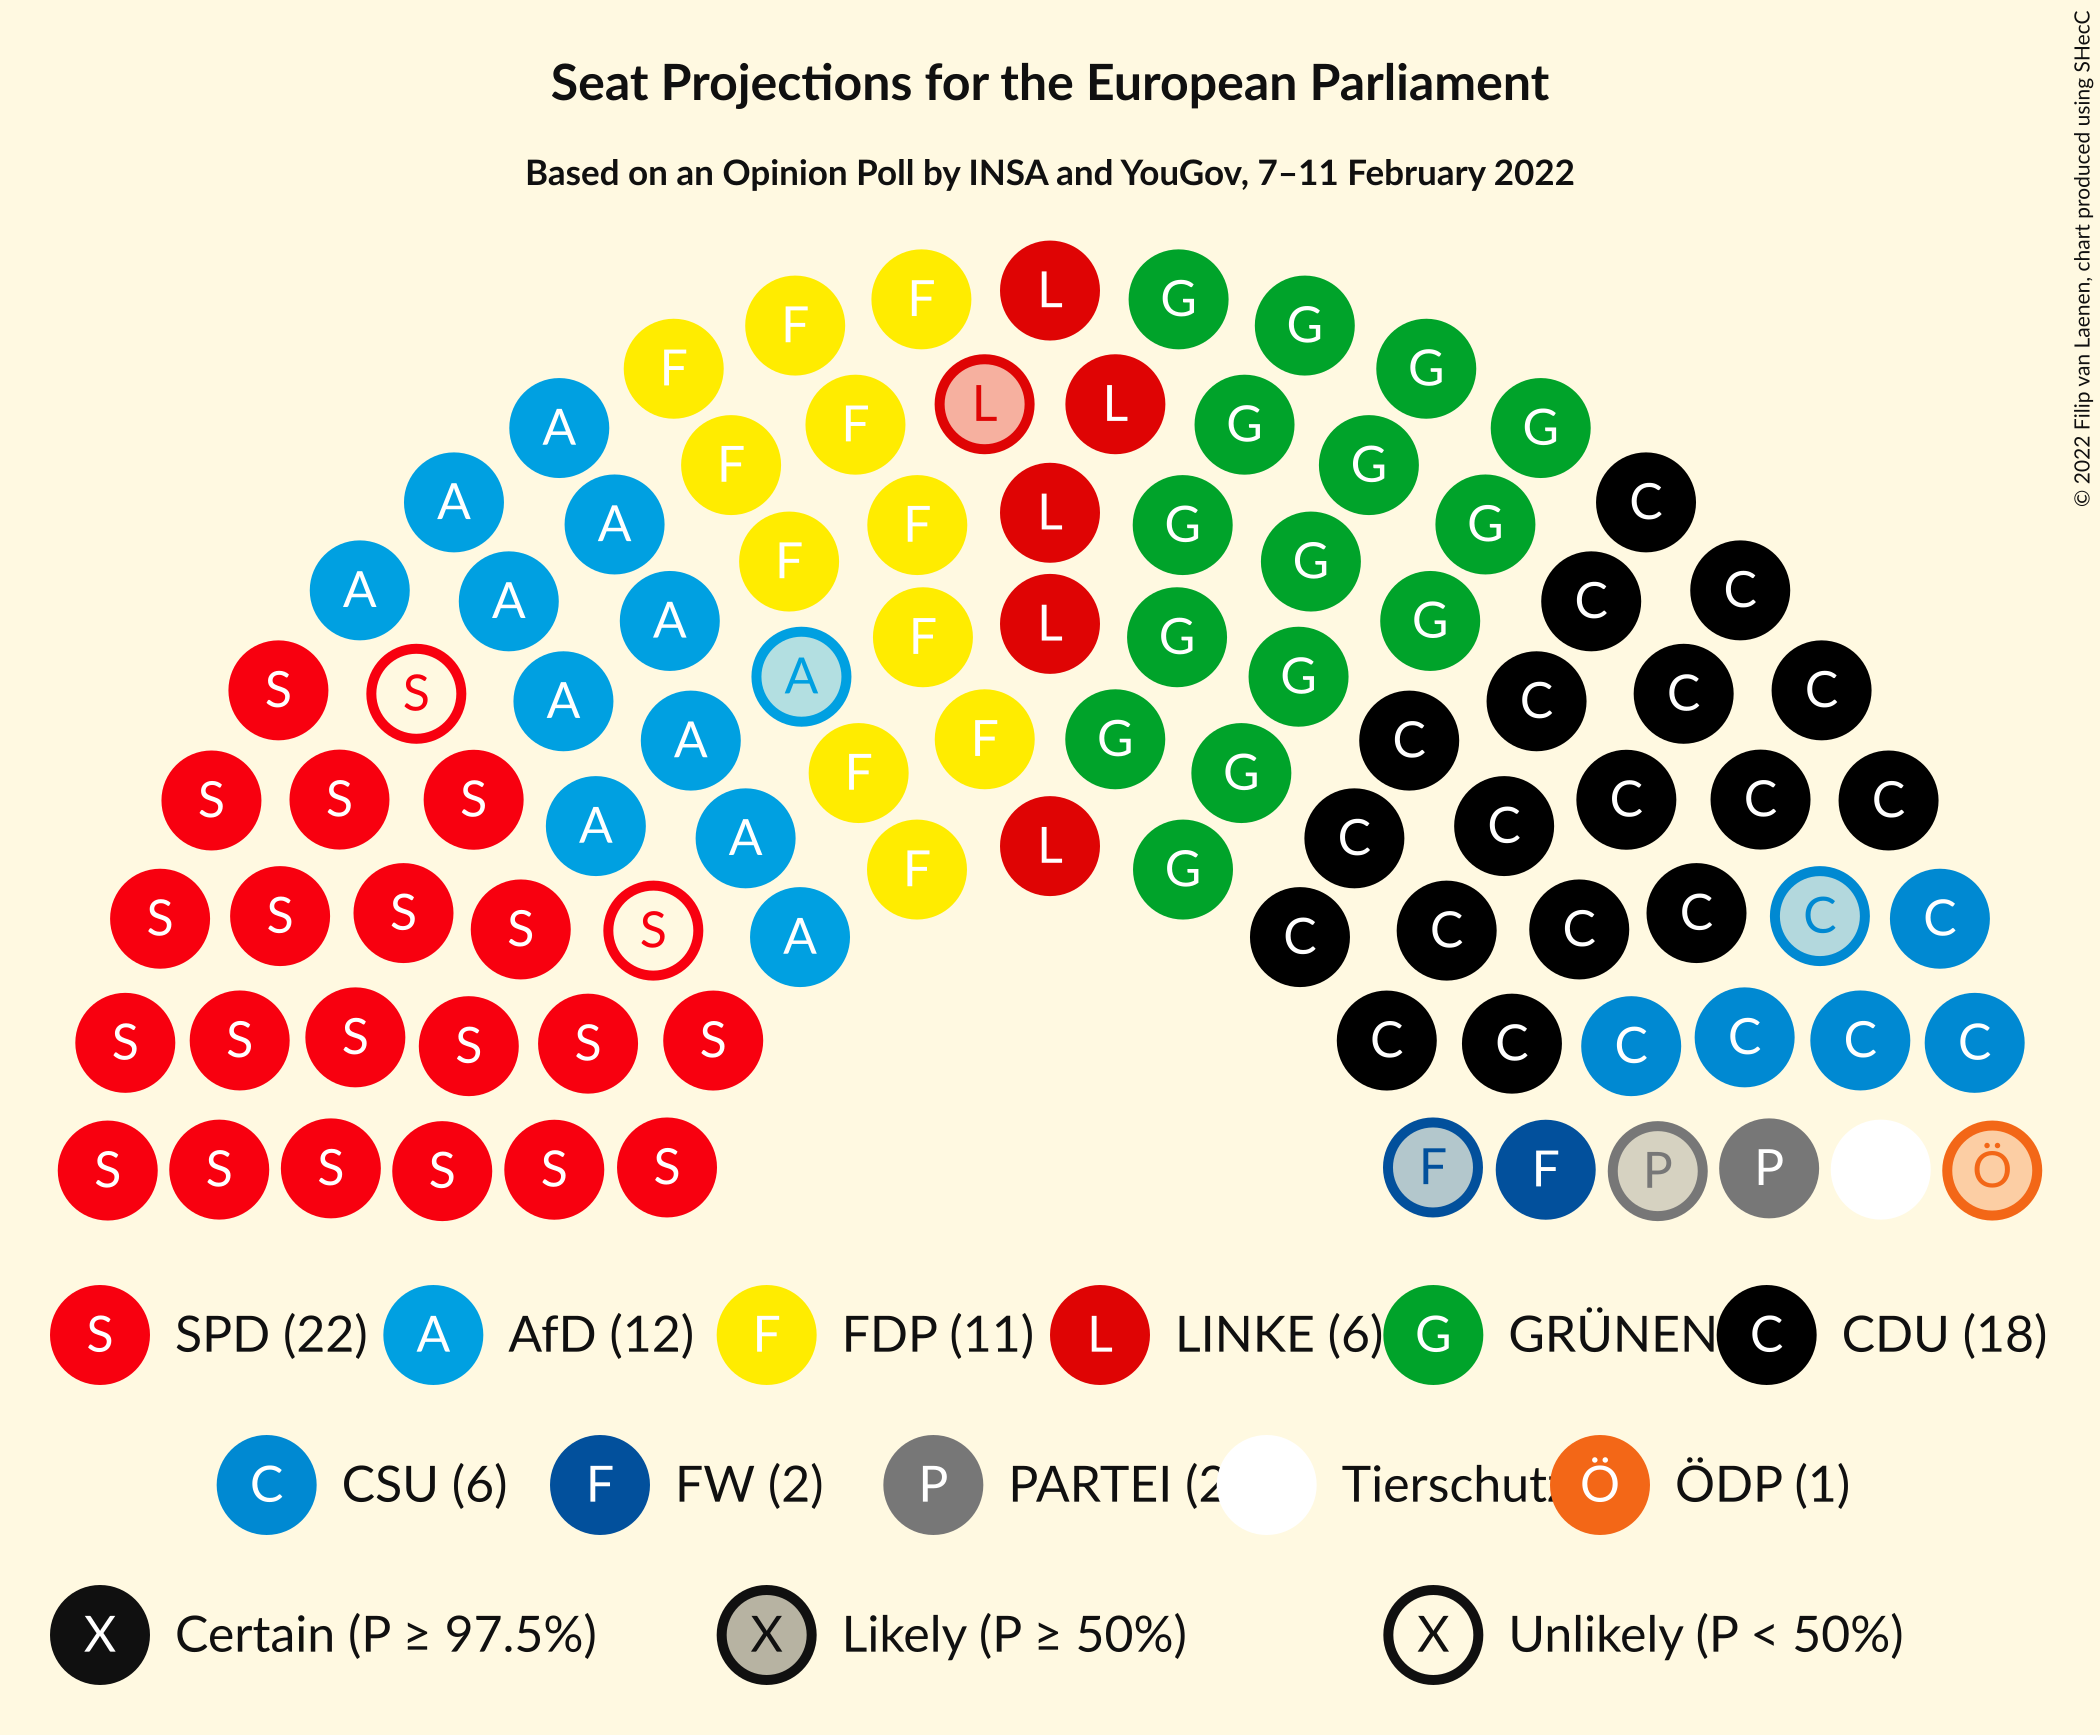 Seat Projections for the European Parliament
Based on an Opinion Poll by INSA and YouGov, 7–11 February 2022
© 2022 Filip van Laenen, chart produced using SHecC
L
F G
F G
F G
L L
A G
F G
F G
A C
L
F G
A G
A C
F G
A C
L
A G
F G
A G
S C
S C
A C
F G
A C
F G
S C
S C
S C
A C
A C
L
F G
S C
S C
S C
S C
S C
A C
S C
S C
S C
S C
S C
S C
S S S S S S F F P P Ö
S SPD (22) A AfD (12) F FDP (11) L LINKE (6) G GRÜNEN C CDU (18)
C CSU (6) F FW (2) P PARTEI (2 Tierschutz Ö ÖDP (1)
X Certain (P ≥ 97.5%) X Likely (P ≥ 50%) X Unlikely (P < 50%)